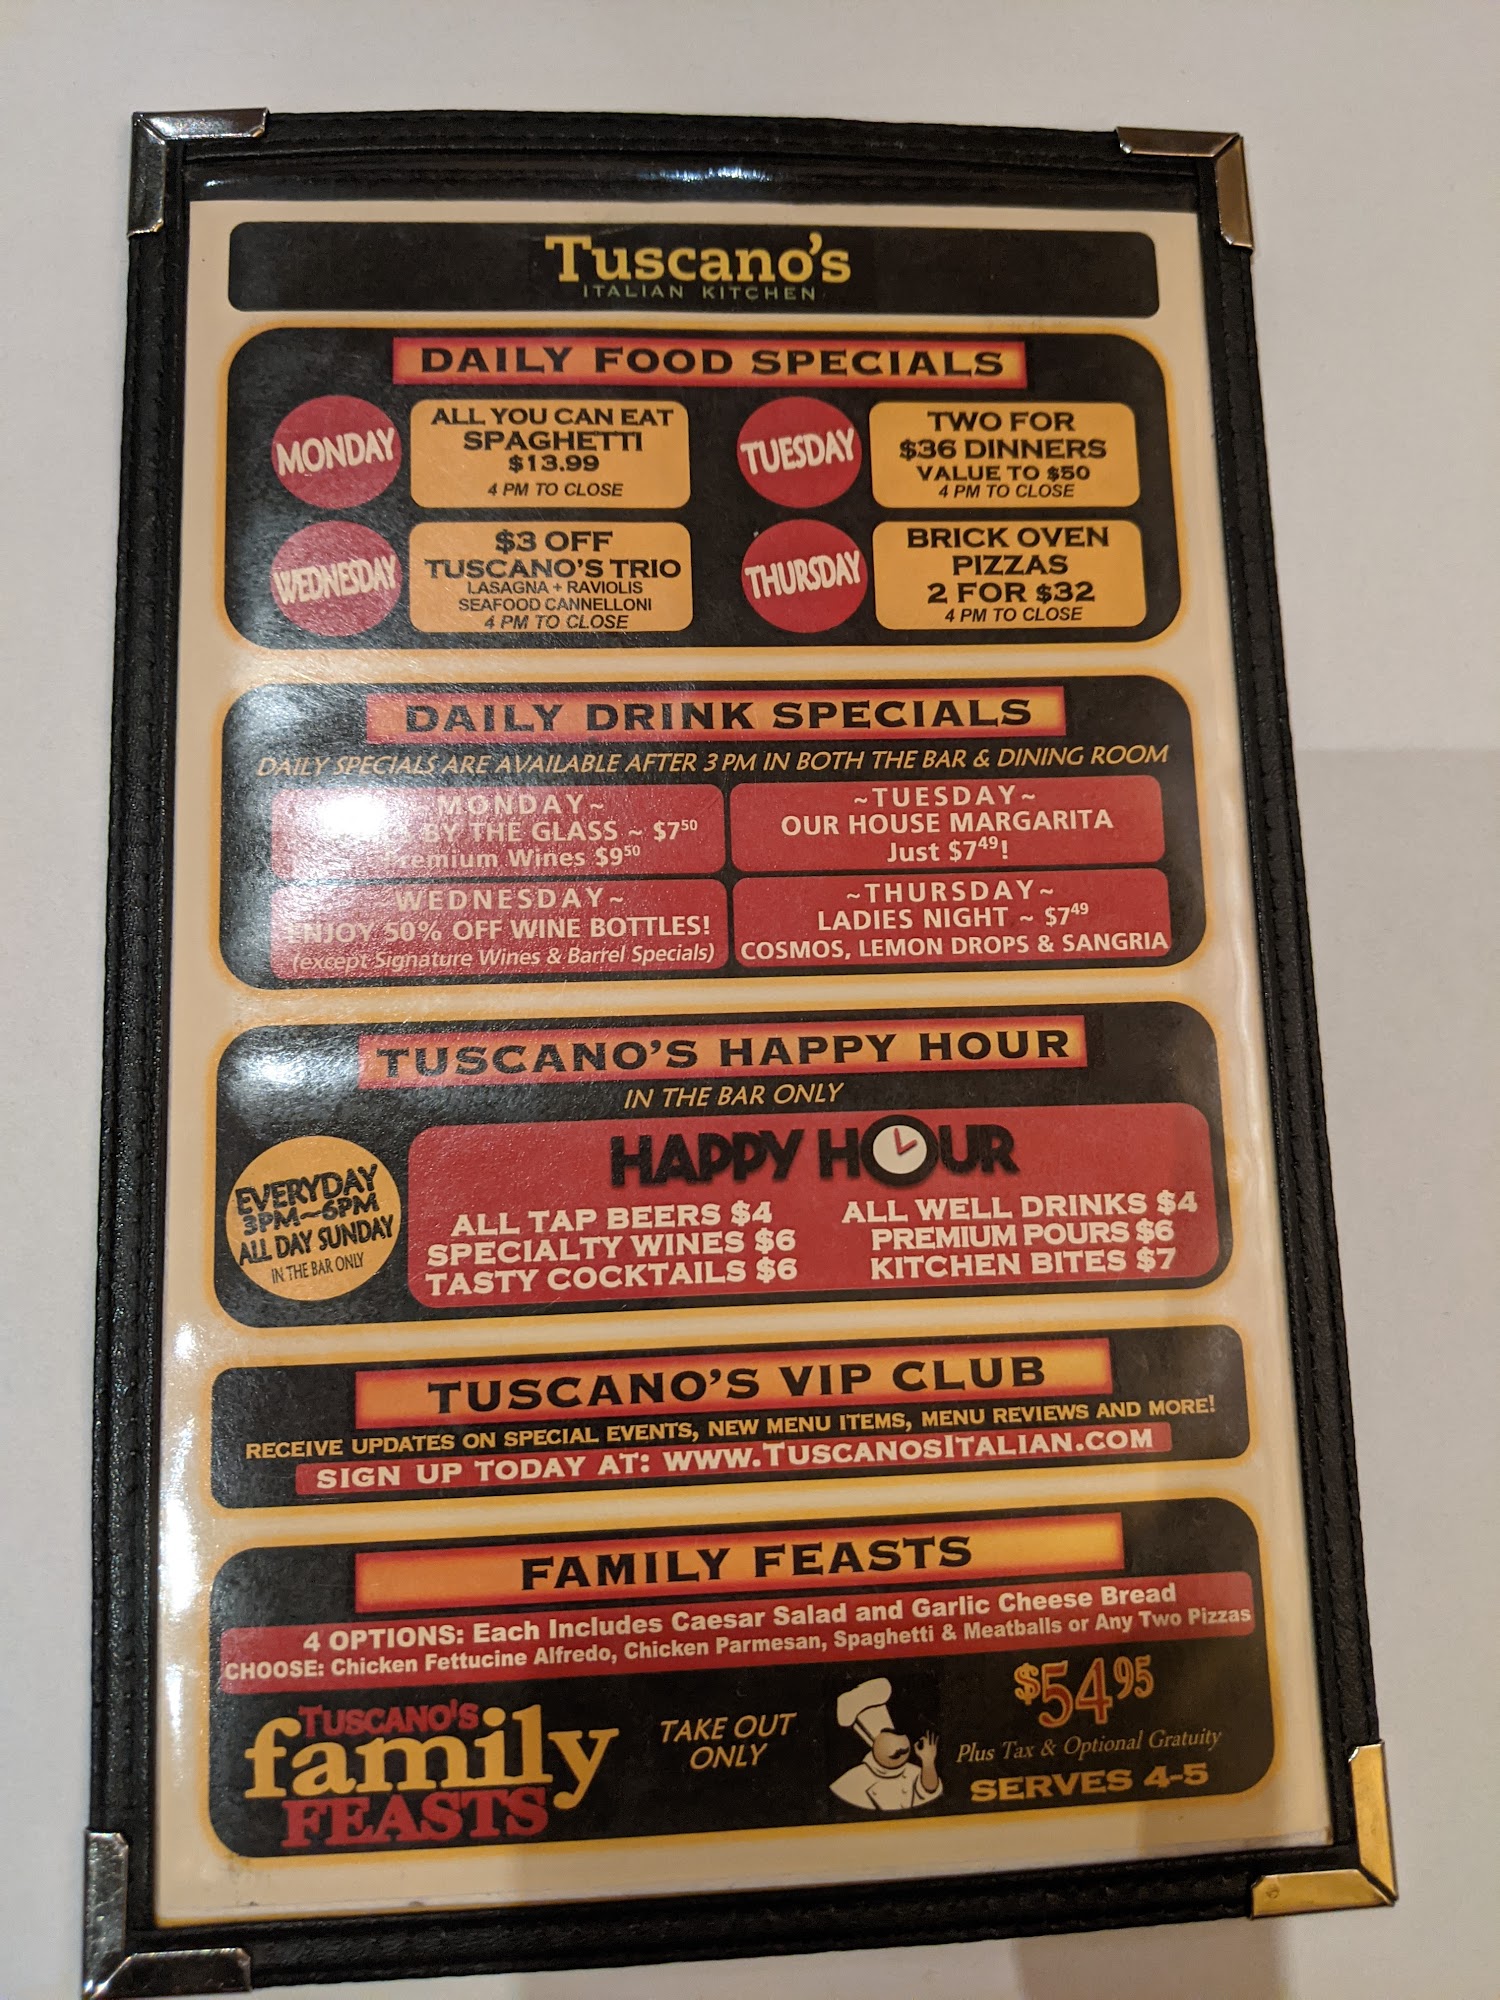 Tuscano's
ITALIAN KITCHEN
DAILY FOOD SPECIALS
MONDAY
ALL YOU CAN EAT
SPAGHETTI
$13.99
4 PM TO CLOSE
TUESDAY
TWO FOR
$36 DINNERS
VALUE TO $50
4 PM TO CLOSE
WEDNESDAY
$3 OFF
TUSCANO'S TRIO
LASAGNA + RAVIOLIS
SEAFOOD CANNELLONI
4 PM TO CLOSE
THURSDAY
BRICK OVEN
PIZZAS
2 FOR $32
4 PM TO CLOSE
DAILY DRINK SPECIALS
DAILY SPECIALS ARE AVAILABLE AFTER 3 PM IN BOTH THE BAR & DINING ROOM
MONDAY~
BY THE GLASS ~ $7⁵⁰
Premium Wines $9⁵⁰
~TUESDAY~
OUR HOUSE MARGARITA
Just $7⁴⁹!
~WEDNESDAY~
ENJOY 50% OFF WINE BOTTLES!
(except Signature Wines & Barrel Specials)
~THURSDAY~
LADIES NIGHT ~ $7⁴⁹
COSMOS, LEMON DROPS & SANGRIA
TUSCANO'S HAPPY HOUR
IN THE BAR ONLY
EVERYDAY
3PM~6PM
ALL DAY SUNDAY
IN THE BAR ONLY
HAPPY HOUR
ALL TAP BEERS $4
SPECIALTY WINES $6
TASTY COCKTAILS $6
ALL WELL DRINKS $4
PREMIUM POURS $6
KITCHEN BITES $7
TUSCANO'S VIP CLUB
RECEIVE UPDATES ON SPECIAL EVENTS, NEW MENU ITEMS, MENU REVIEWS AND MORE!
SIGN UP TODAY AT: WWW.TUSCANOSITALIAN.COM
FAMILY FEASTS
4 OPTIONS: Each Includes Caesar Salad and Garlic Cheese Bread
CHOOSE: Chicken Fettucine Alfredo, Chicken Parmesan, Spaghetti & Meatballs or Any Two Pizzas
TUSCANO'S
family
FEASTS
TAKE OUT
ONLY
$54⁹⁵
Plus Tax & Optional Gratuity
SERVES 4-5